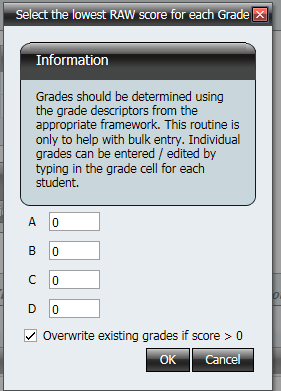 Select the lowest RAW score for each Grade
Information
Grades should be determined using
the grade descriptors from the
appropriate framework. This routine is
only to help with bulk entry. Individual
grades can be entered / edited by
typing in the grade cell for each
student.
A 0
B 0
C 0
D 0
Overwrite existing grades if score > 0
OK Cancel